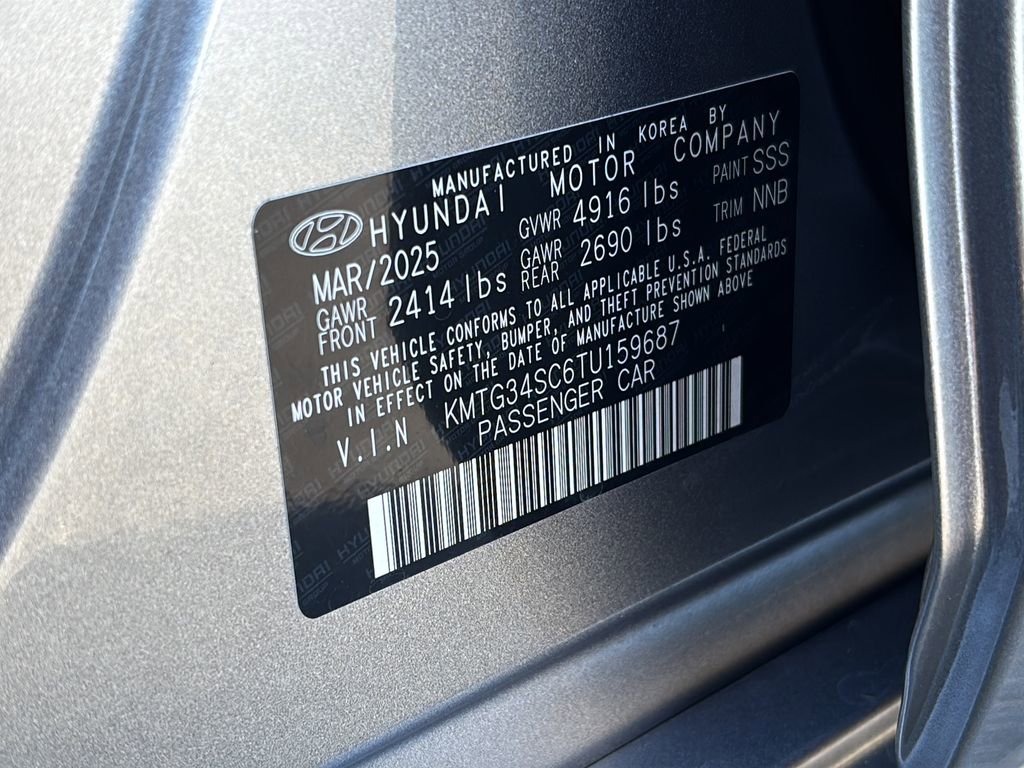 MANUFACTURED IN KOREA BY
HYUNDAI MOTOR COMPANY
MAR/2025 GVWR 4916 lbs PAINT SSS
GAWR FRONT 2414 lbs GAWR REAR 2690 lbs TRIM NNB
THIS VEHICLE CONFORMS TO ALL APPLICABLE U.S.A. FEDERAL
MOTOR VEHICLE SAFETY, BUMPER, AND THEFT PREVENTION STANDARDS
IN EFFECT ON THE DATE OF MANUFACTURE SHOWN ABOVE
V.I.N KMTG34SC6TU159687
PASSENGER CAR